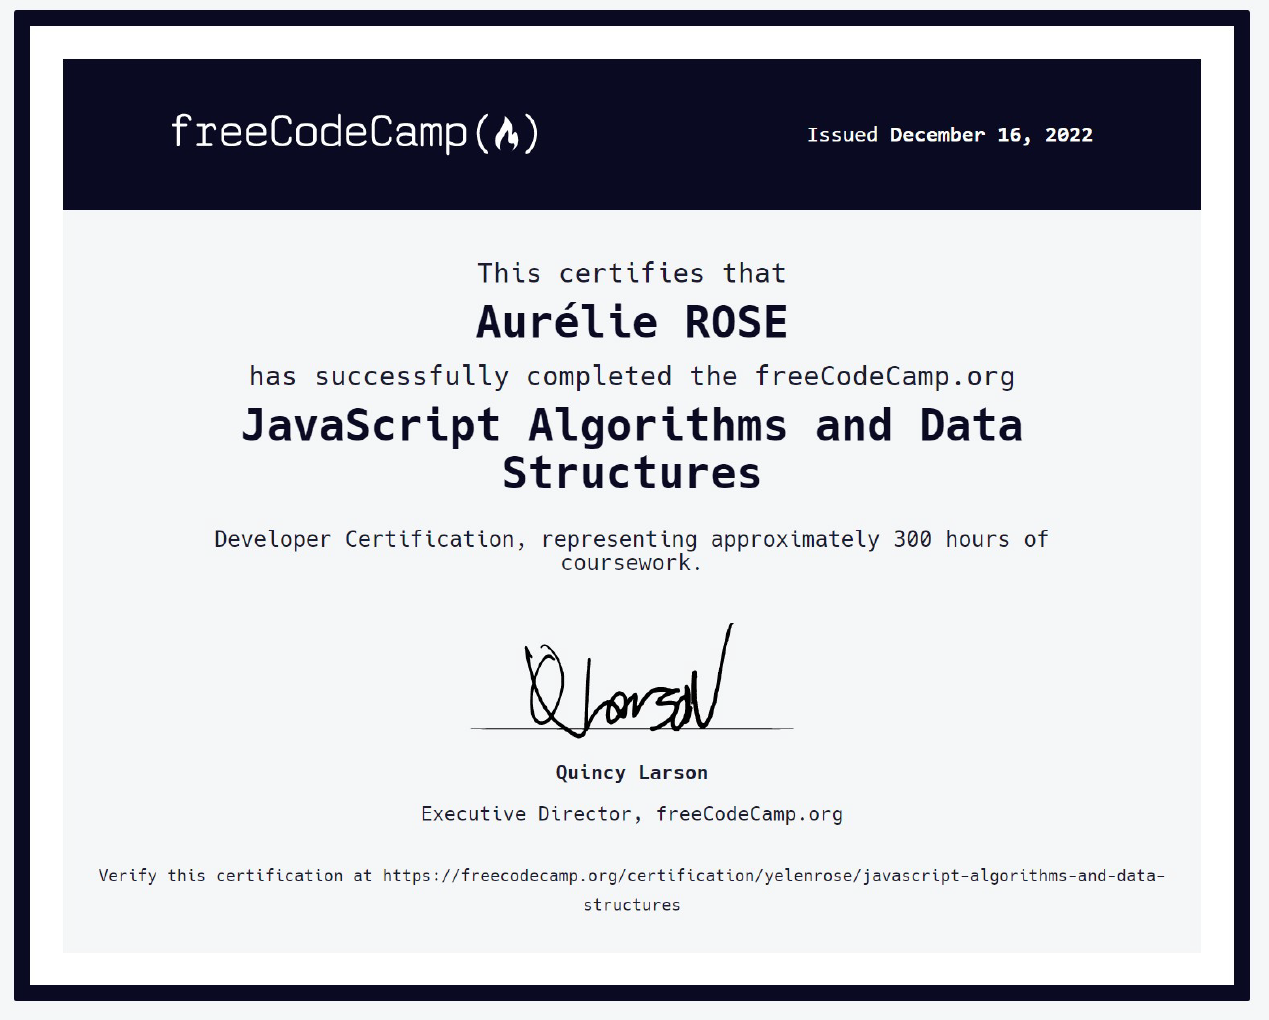 freeCodeCamp(🔥)
Issued December 16, 2022
This certifies that
Aurélie ROSE
has successfully completed the freeCodeCamp.org
JavaScript Algorithms and Data
Structures
Developer Certification, representing approximately 300 hours of
coursework.
Q Larson
Quincy Larson
Executive Director, freeCodeCamp.org
Verify this certification at https://freecodecamp.org/certification/yelenrose/javascript-algorithms-and-data-
structures